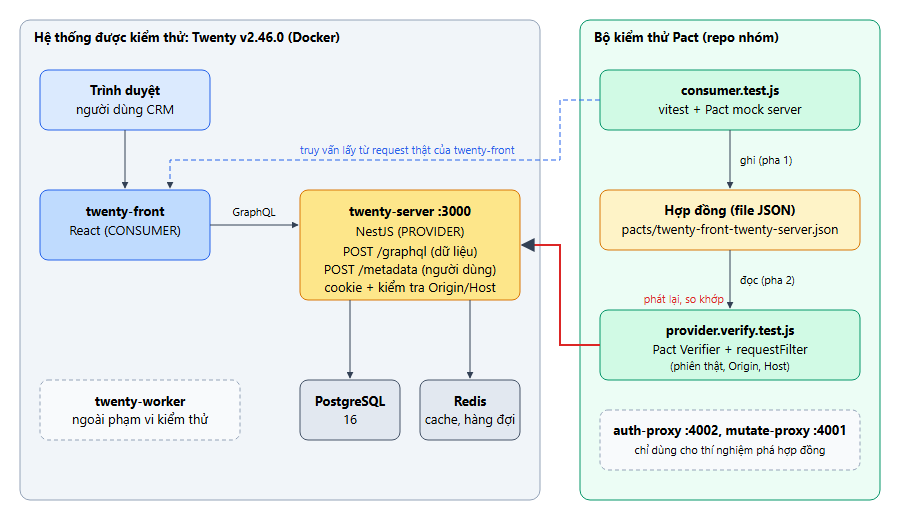 Hệ thống được kiểm thử: Twenty v2.46.0 (Docker)
Trình duyệt
người dùng CRM
truy vấn lấy từ request thật của twenty-front
twenty-front
React (CONSUMER)
GraphQL
twenty-server :3000
NestJS (PROVIDER)
POST /graphql (dữ liệu)
POST /metadata (người dùng)
cookie + kiểm tra Origin/Host
twenty-worker
ngoài phạm vi kiểm thử
PostgreSQL
16
Redis
cache, hàng đợi
Bộ kiểm thử Pact (repo nhóm)
consumer.test.js
vitest + Pact mock server
ghi (pha 1)
Hợp đồng (file JSON)
pacts/twenty-front-twenty-server.json
đọc (pha 2)
phát lại, so khớp
provider.verify.test.js
Pact Verifier + requestFilter
(phiên thật, Origin, Host)
auth-proxy :4002, mutate-proxy :4001
chỉ dùng cho thí nghiệm phá hợp đồng